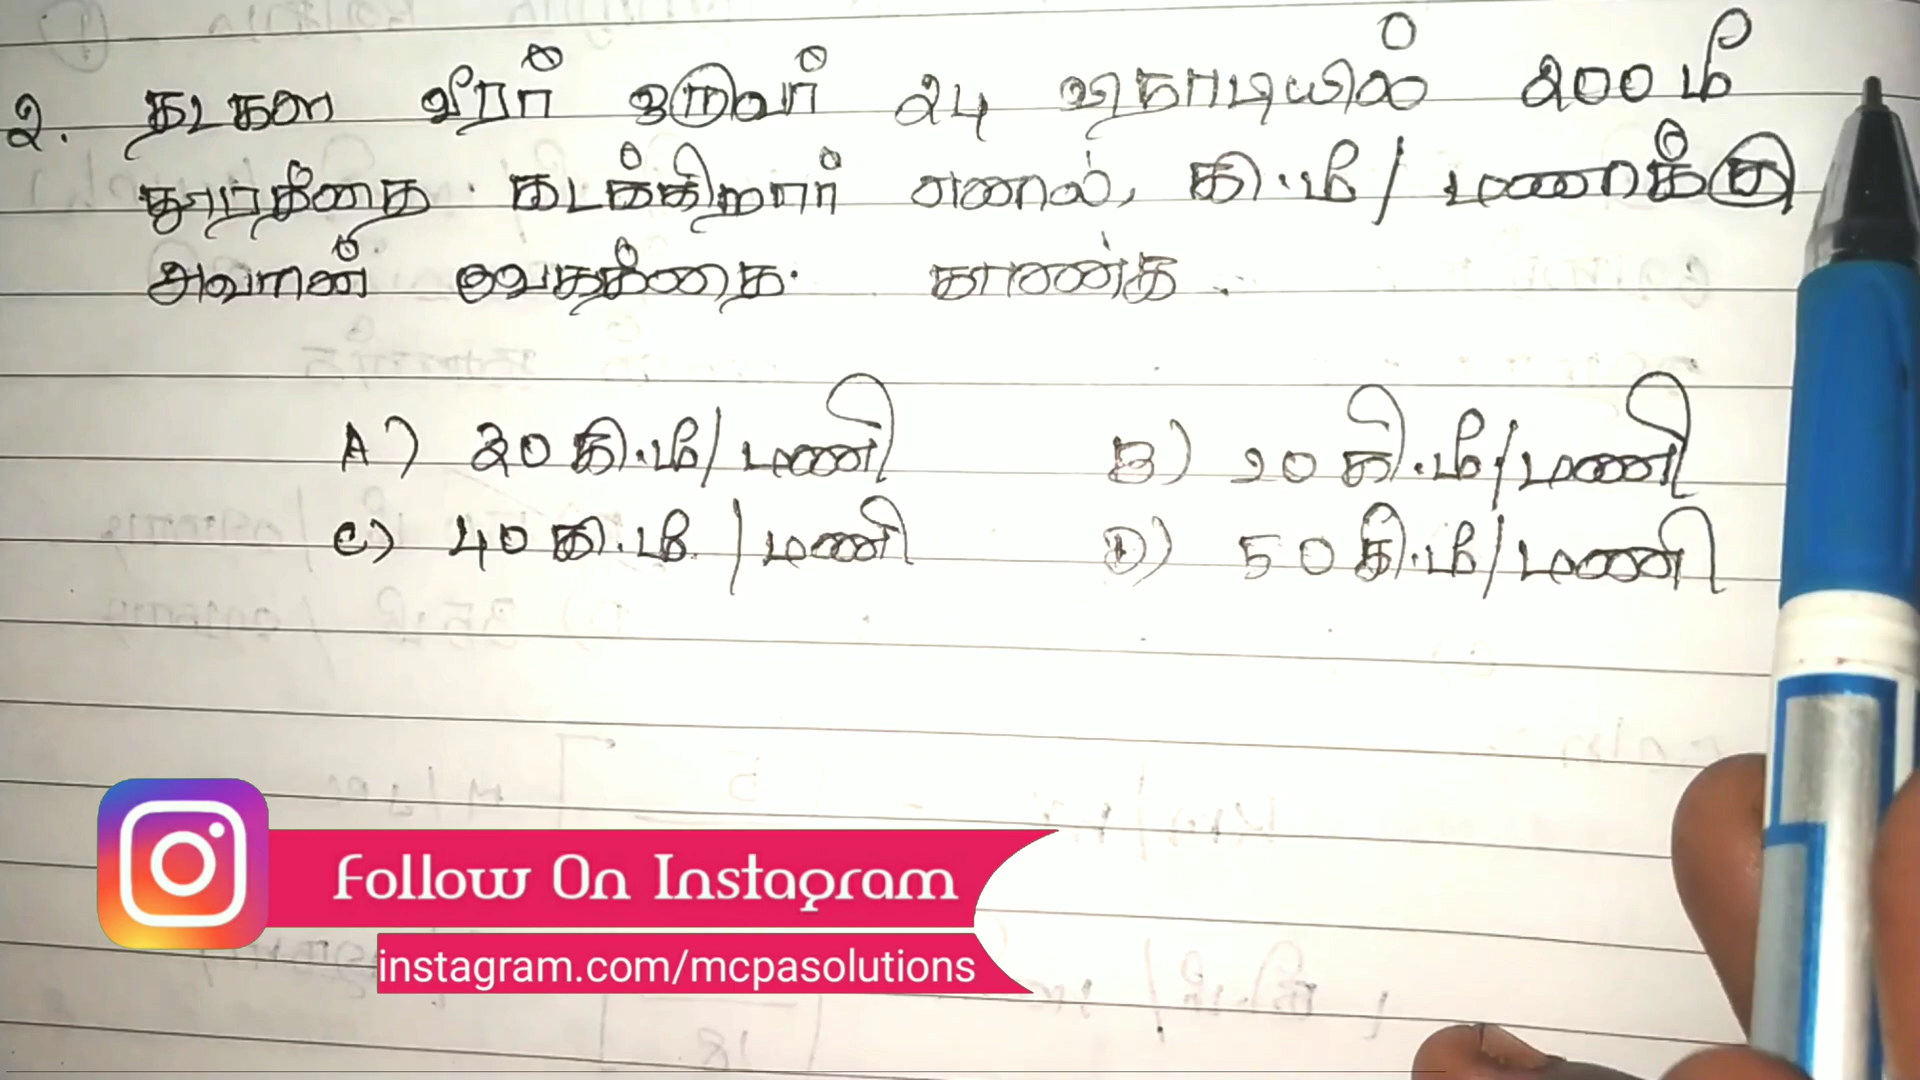 2. தடகள வீரர் ஒருவர் 24 நொடியில் 200 மீ
தூரத்தை கடக்கிறார் எனால், கி.மீ/மணிக்கு
அவரின் வேகத்தை காண்க.
A) 30 கி.மீ/மணி B) 20 கி.மீ/மணி
C) 40 கி.மீ/மணி D) 50 கி.மீ/மணி
Follow On Instagram
instagram.com/mcpasolutions